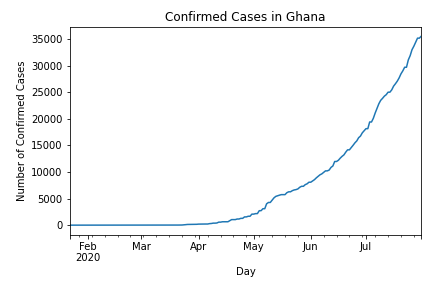 Confirmed Cases in Ghana
Number of Confirmed Cases
35000
30000
25000
20000
15000
10000
5000
0
Feb Mar Apr May Jun Jul
2020
Day